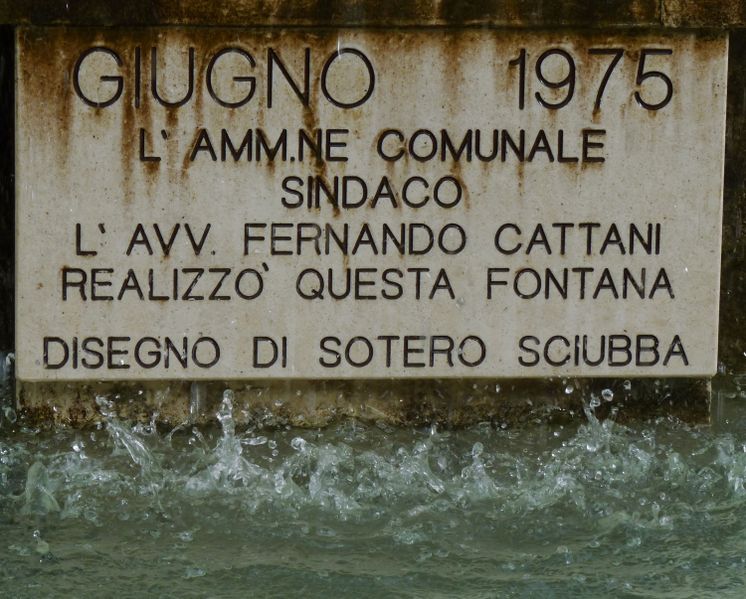 GIUGNO 1975
L' AMM.NE COMUNALE
SINDACO
L' AVV. FERNANDO CATTANI
REALIZZO' QUESTA FONTANA
DISEGNO DI SOTERO SCIUBBA